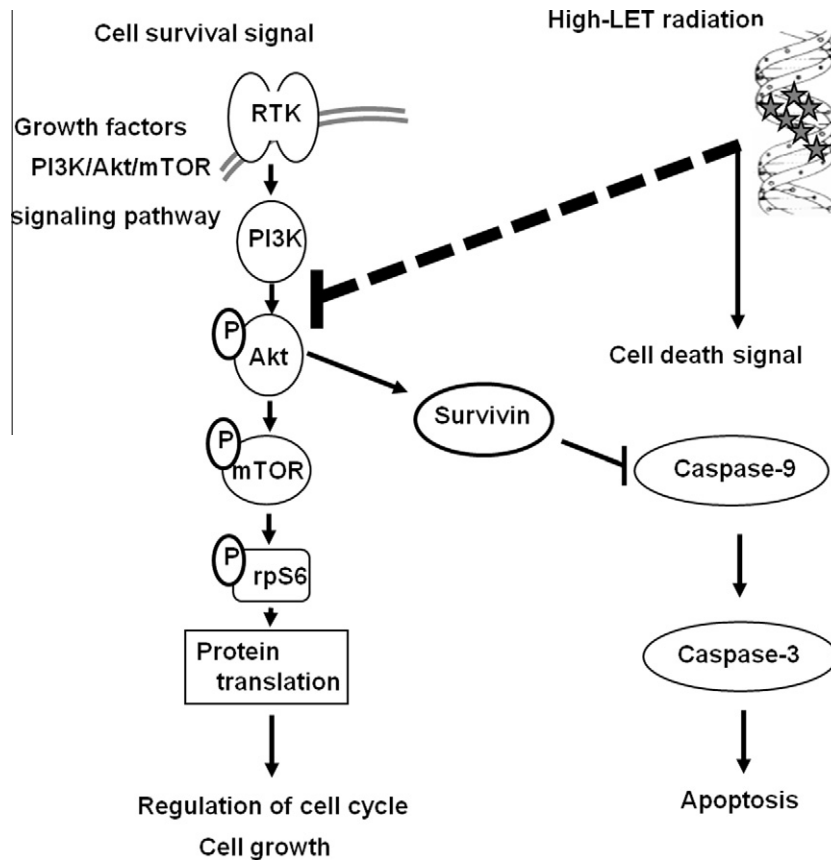 Cell survival signal
High-LET radiation
RTK
Growth factors
PI3K/Akt/mTOR
signaling pathway
PI3K
P
Akt
Cell death signal
Survivin
P
mTOR
Caspase-9
P
rpS6
Protein
translation
Caspase-3
Regulation of cell cycle
Cell growth
Apoptosis